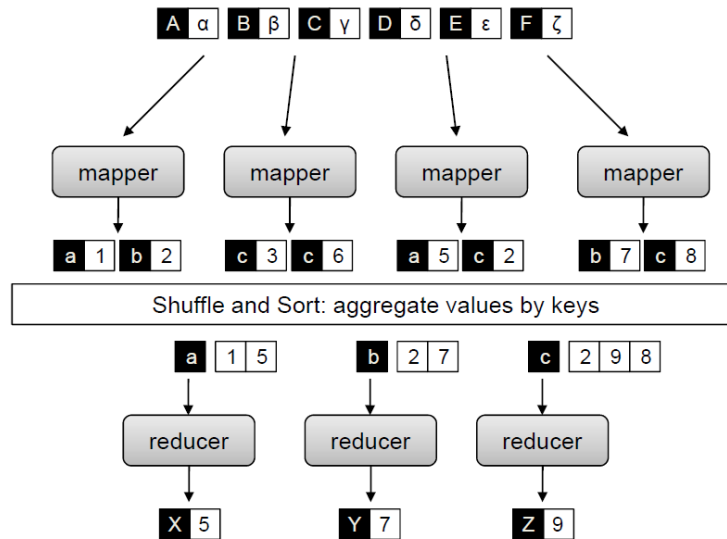 A α B β C γ D δ E ε F ζ
mapper mapper mapper mapper
a 1 b 2 c 3 c 6 a 5 c 2 b 7 c 8
Shuffle and Sort: aggregate values by keys
a 1 5 b 2 7 c 2 9 8
reducer reducer reducer
X 5 Y 7 Z 9